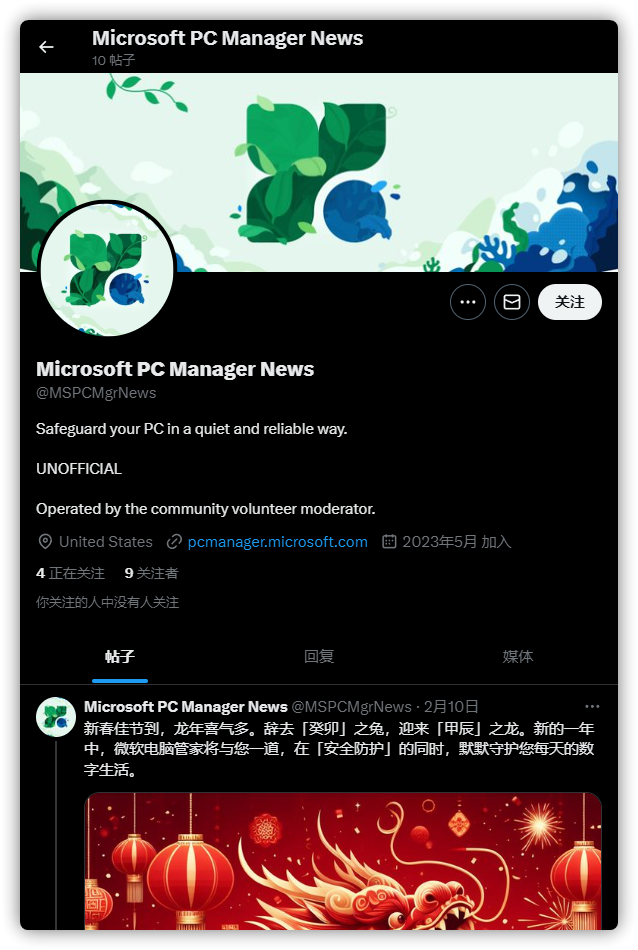 Microsoft PC Manager News
10 帖子
关注
Microsoft PC Manager News
@MSPCMgrNews
Safeguard your PC in a quiet and reliable way.
UNOFFICIAL
Operated by the community volunteer moderator.
United States pcmanager.microsoft.com 2023年5月 加入
4 正在关注 9 关注者
你关注的人中没有人关注
帖子 回复 媒体
Microsoft PC Manager News @MSPCMgrNews · 2月10日
新春佳节到，龙年喜气多。辞去「癸卯」之兔，迎来「甲辰」之龙。新的一年
中，微软电脑管家将与您一道，在「安全防护」的同时，默默守护您每天的数
字生活。